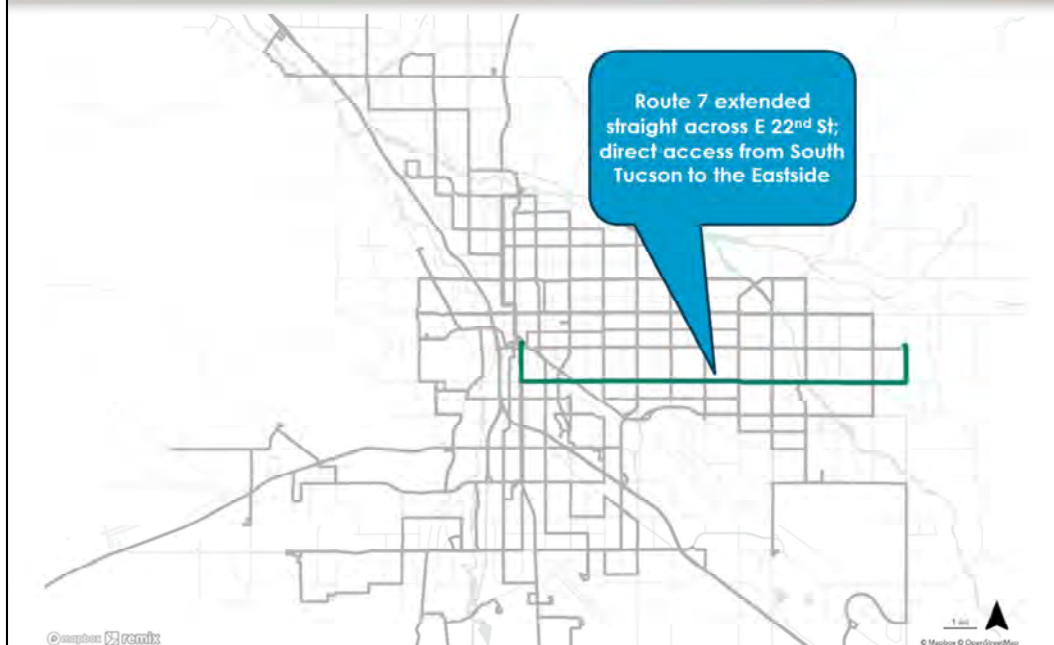 Route 7 extended
straight across E 22nd St;
direct access from South
Tucson to the Eastside
1 mi
mapbox remix
© Mapbox © OpenStreetMap